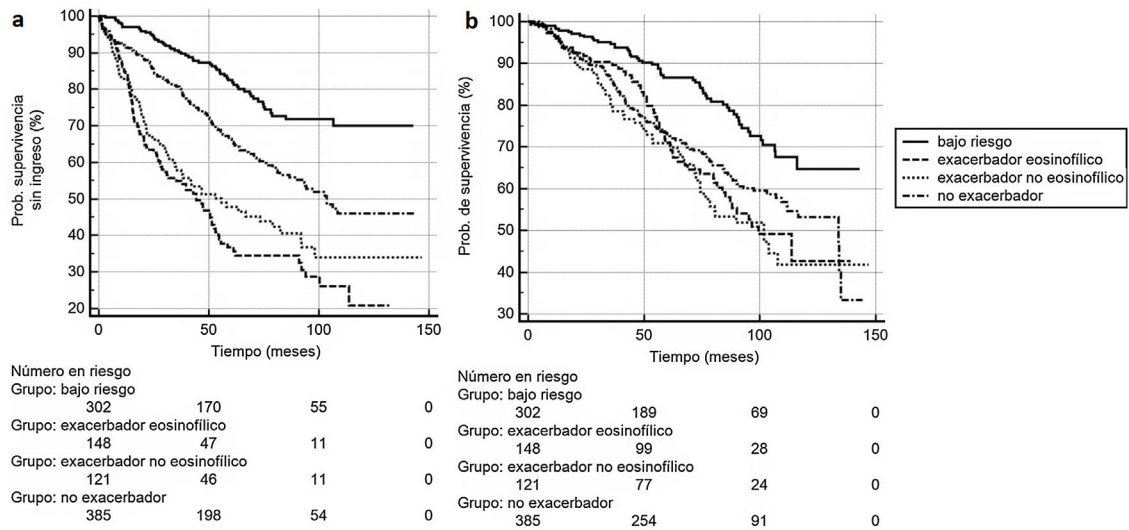 a
Prob. supervivencia
sin ingreso (%)
100
90
80
70
60
50
40
30
20
0 50 100 150
Tiempo (meses)
Número en riesgo
Grupo: bajo riesgo
302 170 55 0
Grupo: exacerbador eosinofílico
148 47 11 0
Grupo: exacerbador no eosinofílico
121 46 11 0
Grupo: no exacerbador
385 198 54 0
b
Prob. de supervivencia (%)
100
90
80
70
60
50
40
30
0 50 100 150
Tiempo (meses)
Número en riesgo
Grupo: bajo riesgo
302 189 69 0
Grupo: exacerbador eosinofílico
148 99 28 0
Grupo: exacerbador no eosinofílico
121 77 24 0
Grupo: no exacerbador
385 254 91 0
bajo riesgo
exacerbador eosinofílico
exacerbador no eosinofílico
no exacerbador